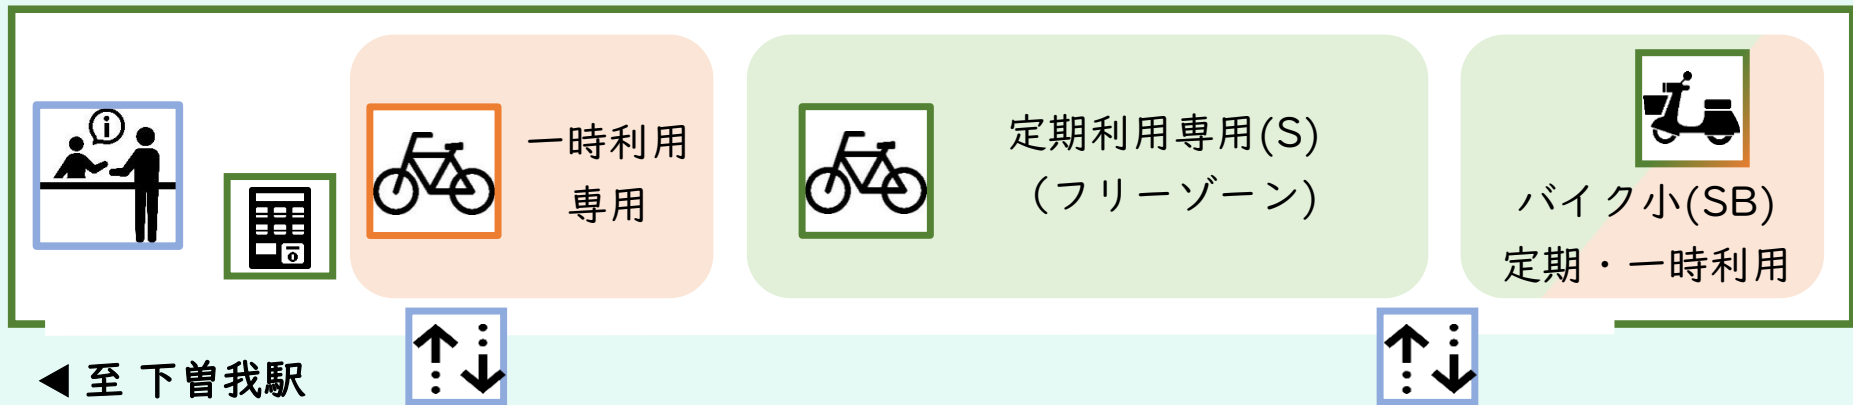 一時利用
専用
定期利用専用(S)
(フリーゾーン)
バイク小(SB)
定期・一時利用
◀ 至 下曽我駅